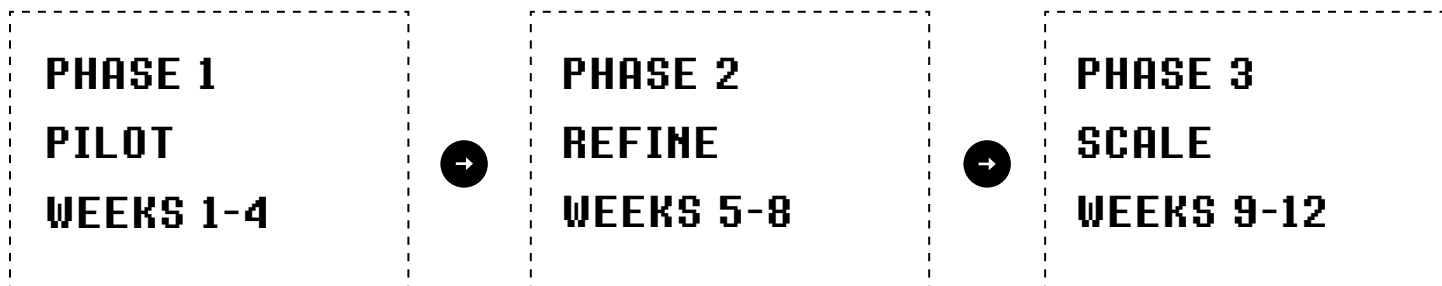 PHASE 1
PILOT
WEEKS 1-4
PHASE 2
REFINE
WEEKS 5-8
PHASE 3
SCALE
WEEKS 9-12